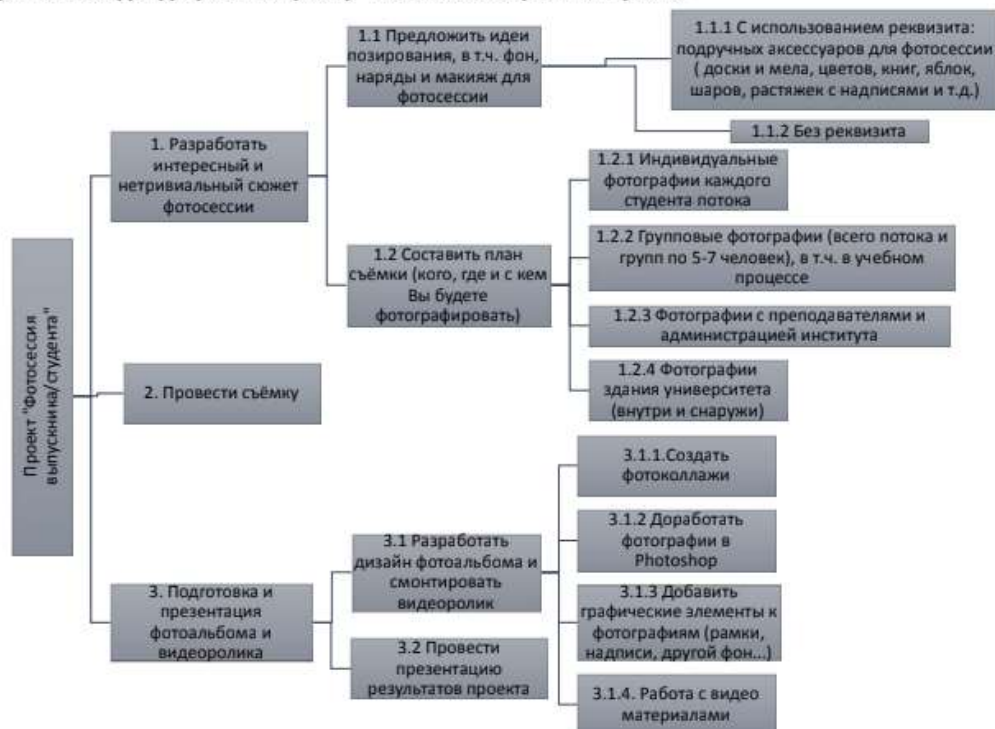 Проект "Фотосессия
выпускника/студента"
1. Разработать
интересный и
нетривиальный сюжет
фотосессии
1.1 Предложить идеи
позирования, в т.ч. фон,
наряды и макияж для
фотосессии
1.1.1 С использованием реквизита:
подручных аксессуаров для фотосессии
( доски и мела, цветов, книг, яблок,
шаров, растяжек с надписями и т.д.)
1.1.2 Без реквизита
1.2 Составить план
съёмки (кого, где и с кем
Вы будете
фотографировать)
1.2.1 Индивидуальные
фотографии каждого
студента потока
1.2.2 Групповые фотографии (всего потока и
групп по 5-7 человек), в т.ч. в учебном
процессе
1.2.3 Фотографии с преподавателями и
администрацией института
1.2.4 Фотографии
здания университета
(внутри и снаружи)
2. Провести съёмку
3. Подготовка и
презентация
фотоальбома и
видеоролика
3.1 Разработать
дизайн фотоальбома и
смонтировать
видеоролик
3.1.1.Создать
фотоколлажи
3.1.2 Доработать
фотографии в
Photoshop
3.1.3 Добавить
графические элементы к
фотографиям (рамки,
надписи, другой фон...)
3.1.4. Работа с видео
материалами
3.2 Провести
презентацию
результатов проекта